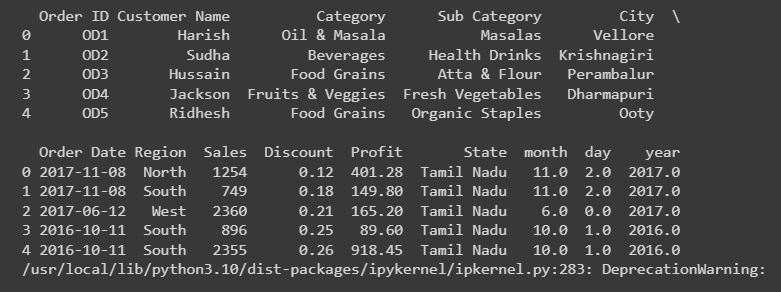 Order ID Customer Name Category Sub Category City \
0 OD1 Harish Oil & Masala Masalas Vellore
1 OD2 Sudha Beverages Health Drinks Krishnagiri
2 OD3 Hussain Food Grains Atta & Flour Perambalur
3 OD4 Jackson Fruits & Veggies Fresh Vegetables Dharmapuri
4 OD5 Ridhesh Food Grains Organic Staples Ooty
Order Date Region Sales Discount Profit State month day year
0 2017-11-08 North 1254 0.12 401.28 Tamil Nadu 11.0 2.0 2017.0
1 2017-11-08 South 749 0.18 149.80 Tamil Nadu 11.0 2.0 2017.0
2 2017-06-12 West 2360 0.21 165.20 Tamil Nadu 6.0 0.0 2017.0
3 2016-10-11 South 896 0.25 89.60 Tamil Nadu 10.0 1.0 2016.0
4 2016-10-11 South 2355 0.26 918.45 Tamil Nadu 10.0 1.0 2016.0
/usr/local/lib/python3.10/dist-packages/ipykernel/ipkernel.py:283: DeprecationWarning: